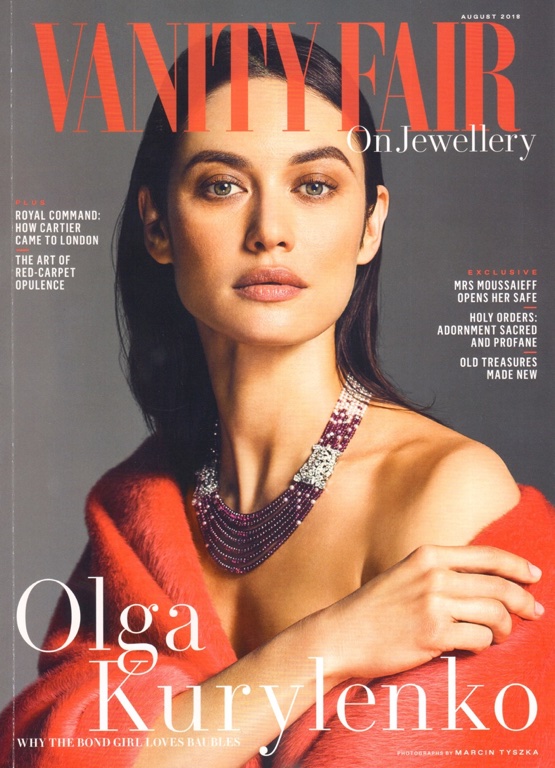 AUGUST 2018
VANITY FAIR
On Jewellery
PLUS
ROYAL COMMAND:
HOW CARTIER
CAME TO LONDON
THE ART OF
RED-CARPET
OPULENCE
EXCLUSIVE
MRS MOUSSAIEFF
OPENS HER SAFE
HOLY ORDERS:
ADORNMENT SACRED
AND PROFANE
OLD TREASURES
MADE NEW
Olga
Kurylenko
WHY THE BOND GIRL LOVES BAUBLES
PHOTOGRAPHS BY MARCIN TYSZKA